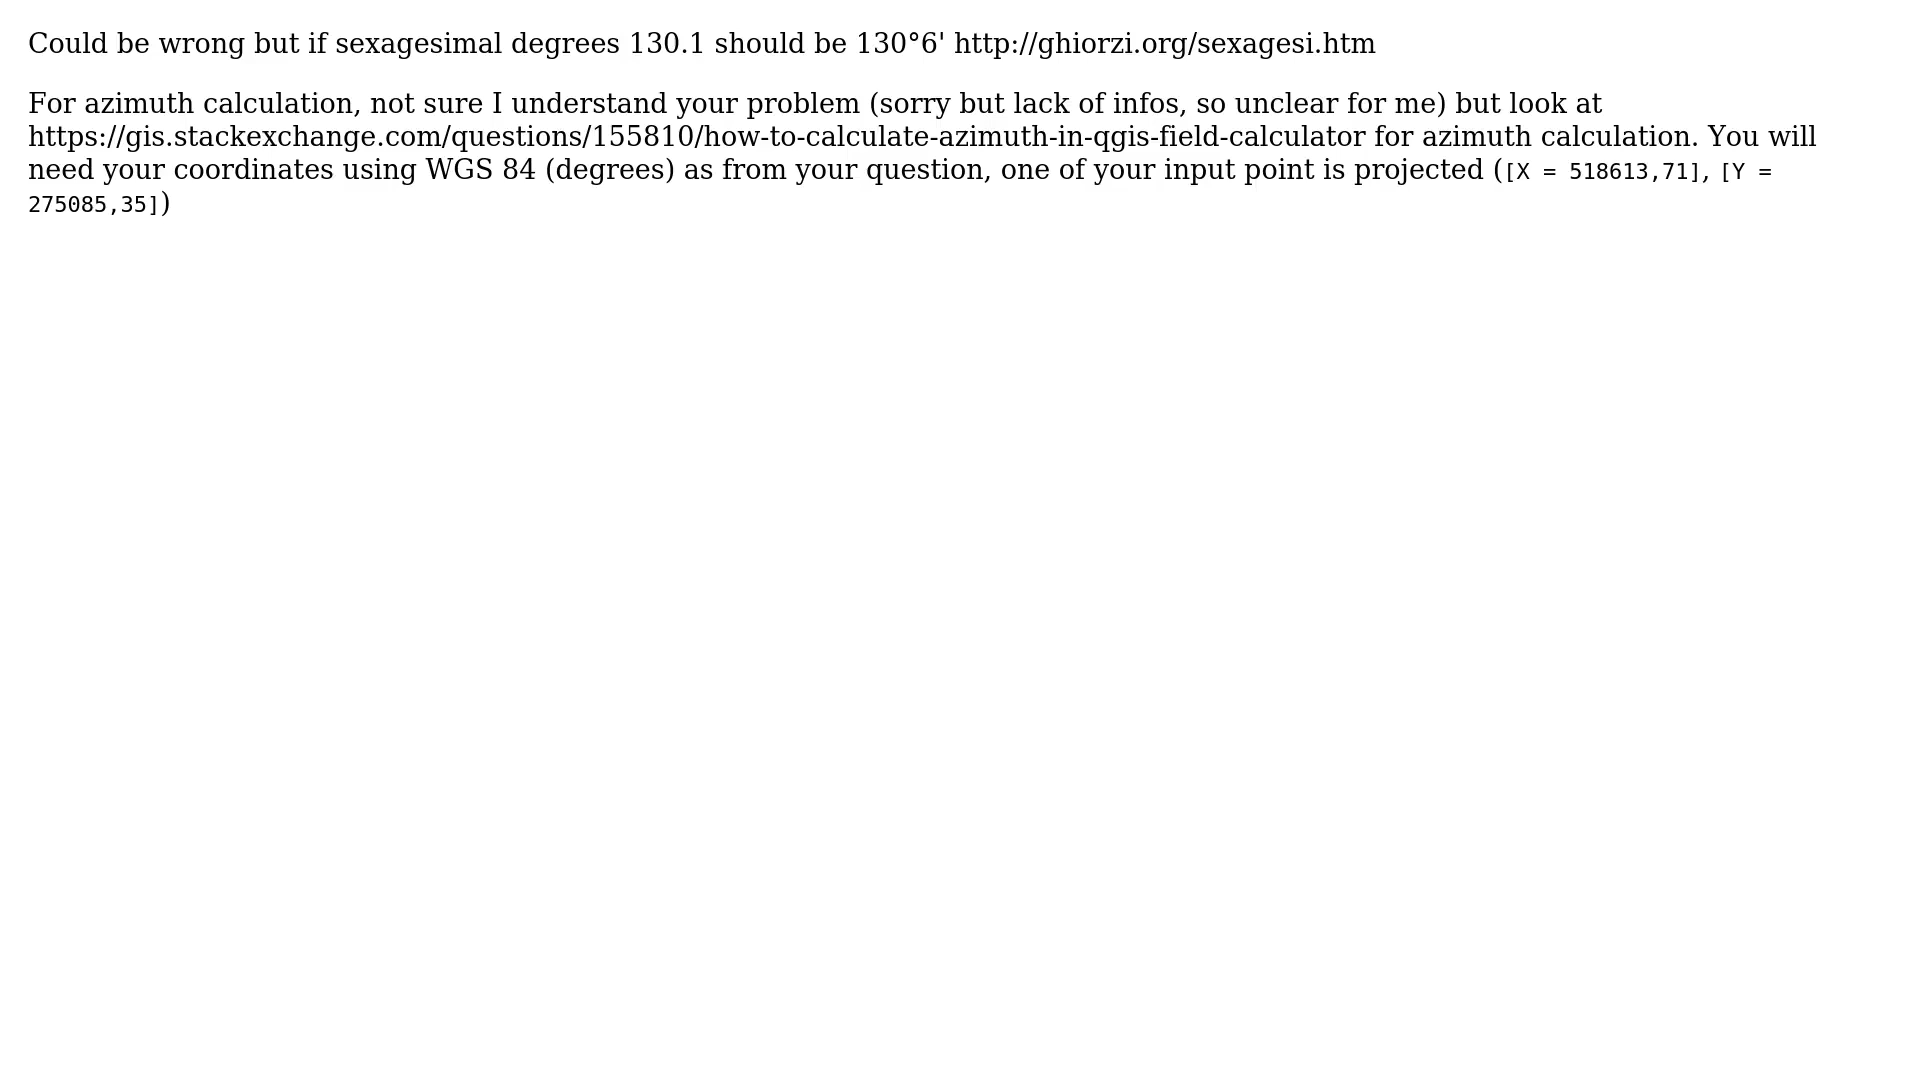 Could be wrong but if sexagesimal degrees 130.1 should be 130°6' http://ghiorzi.org/sexagesi.htm
For azimuth calculation, not sure I understand your problem (sorry but lack of infos, so unclear for me) but look at
https://gis.stackexchange.com/questions/155810/how-to-calculate-azimuth-in-qgis-field-calculator for azimuth calculation. You will
need your coordinates using WGS 84 (degrees) as from your question, one of your input point is projected ([X = 518613,71], [Y =
275085,35])